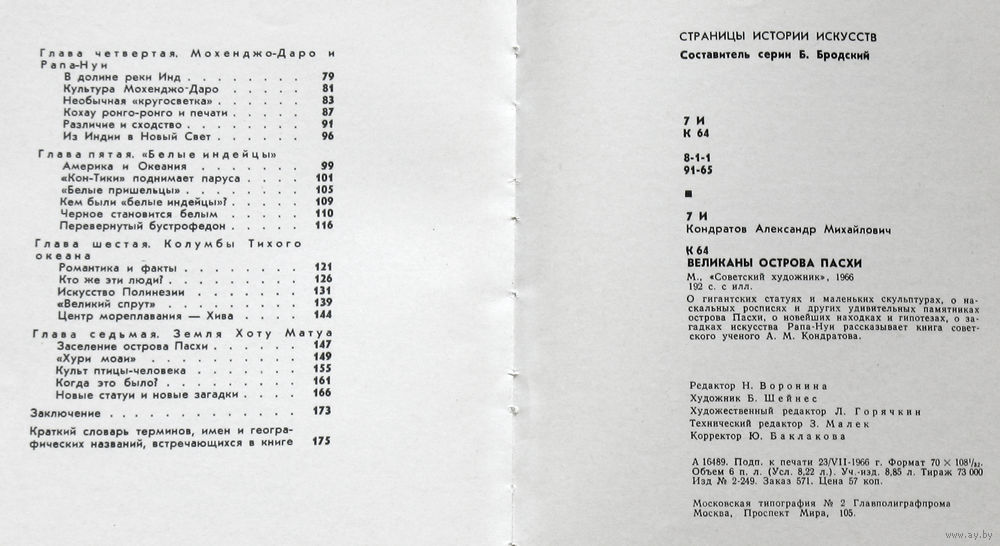 Глава четвертая. Мохенджо-Даро и
Рапа-Нуи
В долине реки Инд . . . . . . . . 79
Культура Мохенджо-Даро . . . . . 81
Необычная «кругосветка» . . . . . . 83
Кохау ронго-ронго и печати . . . . . 87
Различие и сходство . . . . . . . . 91
Из Индии в Новый Свет . . . . . . 96
Глава пятая. «Белые индейцы»
Америка и Океания . . . . . . . 99
«Кон-Тики» поднимает паруса . . . . 101
«Белые пришельцы» . . . . . . . . 105
Кем были «белые индейцы»? . . . . . 109
Черное становится белым . . . . . 110
Перевернутый бустрофедон . . . . . 116
Глава шестая. Колумбы Тихого
океана
Романтика и факты . . . . . . . . 121
Кто же эти люди? . . . . . . . . . 126
Искусство Полинезии . . . . . . . 131
«Великий спрут» . . . . . . . . . 139
Центр мореплавания — Хива . . . . 144
Глава седьмая. Земля Хоту Матуа
Заселение острова Пасхи . . . . . . 147
«Хури моаи» . . . . . . . . . . 149
Культ птицы-человека . . . . . . . 155
Когда это было? . . . . . . . . . 161
Новые статуи и новые загадки . . . . 166
Заключение . . . . . . . . . . . . 173
Краткий словарь терминов, имен и геогра-
фических названий, встречающихся в книге 175
СТРАНИЦЫ ИСТОРИИ ИСКУССТВ
Составитель серии Б. Бродский
7 И
К 64
8-1-1
91-65
7 И
Кондратов Александр Михайлович
К 64
ВЕЛИКАНЫ ОСТРОВА ПАСХИ
М., «Советский художник», 1966
192 с. с илл.
О гигантских статуях и маленьких скульптурах, о на-
скальных росписях и других удивительных памятниках
острова Пасхи, о новейших находках и гипотезах, о за-
гадках искусства Рапа-Нуи рассказывает книга совет-
ского ученого А. М. Кондратова.
Редактор Н. Воронина
Художник Б. Шейнес
Художественный редактор Л. Горячкин
Технический редактор З. Малек
Корректор Ю. Баклакова
А 16489. Подп. к печати 23/VII-1966 г. Формат 70 × 108¹/₃₂.
Объем 6 п. л. (Усл. 8,22 л.). Уч.-изд. 8,85 л. Тираж 73 000
Изд № 2-249. Заказ 571. Цена 57 коп.
Московская типография № 2 Главполиграфпрома
Москва, Проспект Мира, 105.
www.ay.by